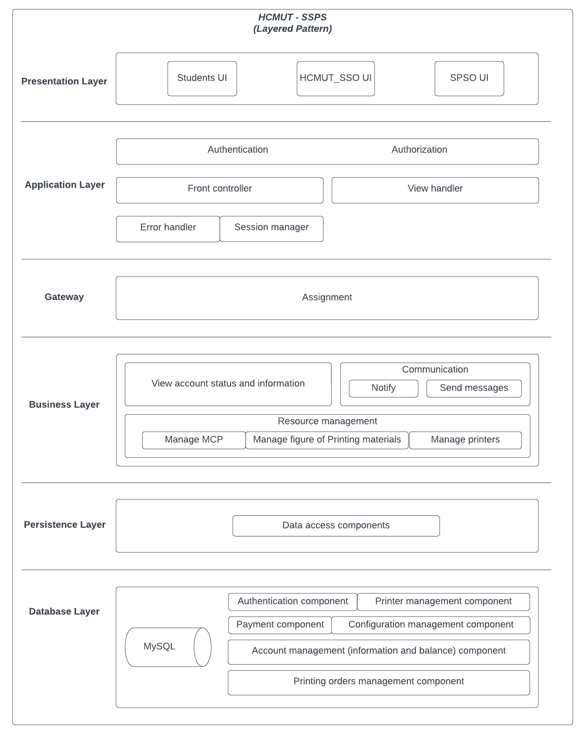 HCMUT - SSPS
(Layered Pattern)
Presentation Layer
Students UI
HCMUT_SSO UI
SPSO UI
Application Layer
Authentication
Authorization
Front controller
View handler
Error handler
Session manager
Gateway
Assignment
Business Layer
View account status and information
Communication
Notify
Send messages
Resource management
Manage MCP
Manage figure of Printing materials
Manage printers
Persistence Layer
Data access components
Database Layer
MySQL
Authentication component
Printer management component
Payment component
Configuration management component
Account management (information and balance) component
Printing orders management component